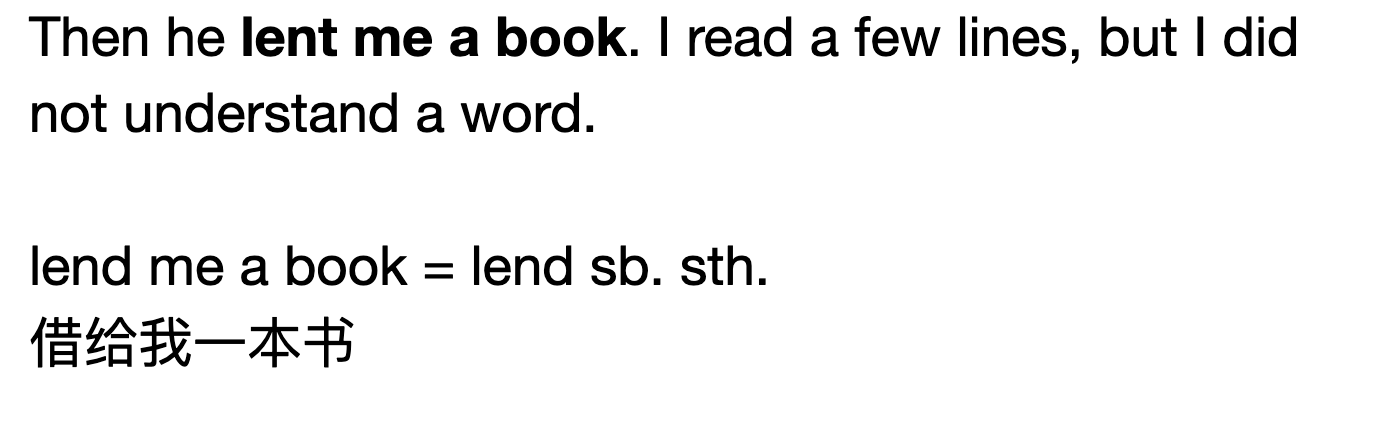 Then he lent me a book. I read a few lines, but I did
not understand a word.
lend me a book = lend sb. sth.
借给我一本书